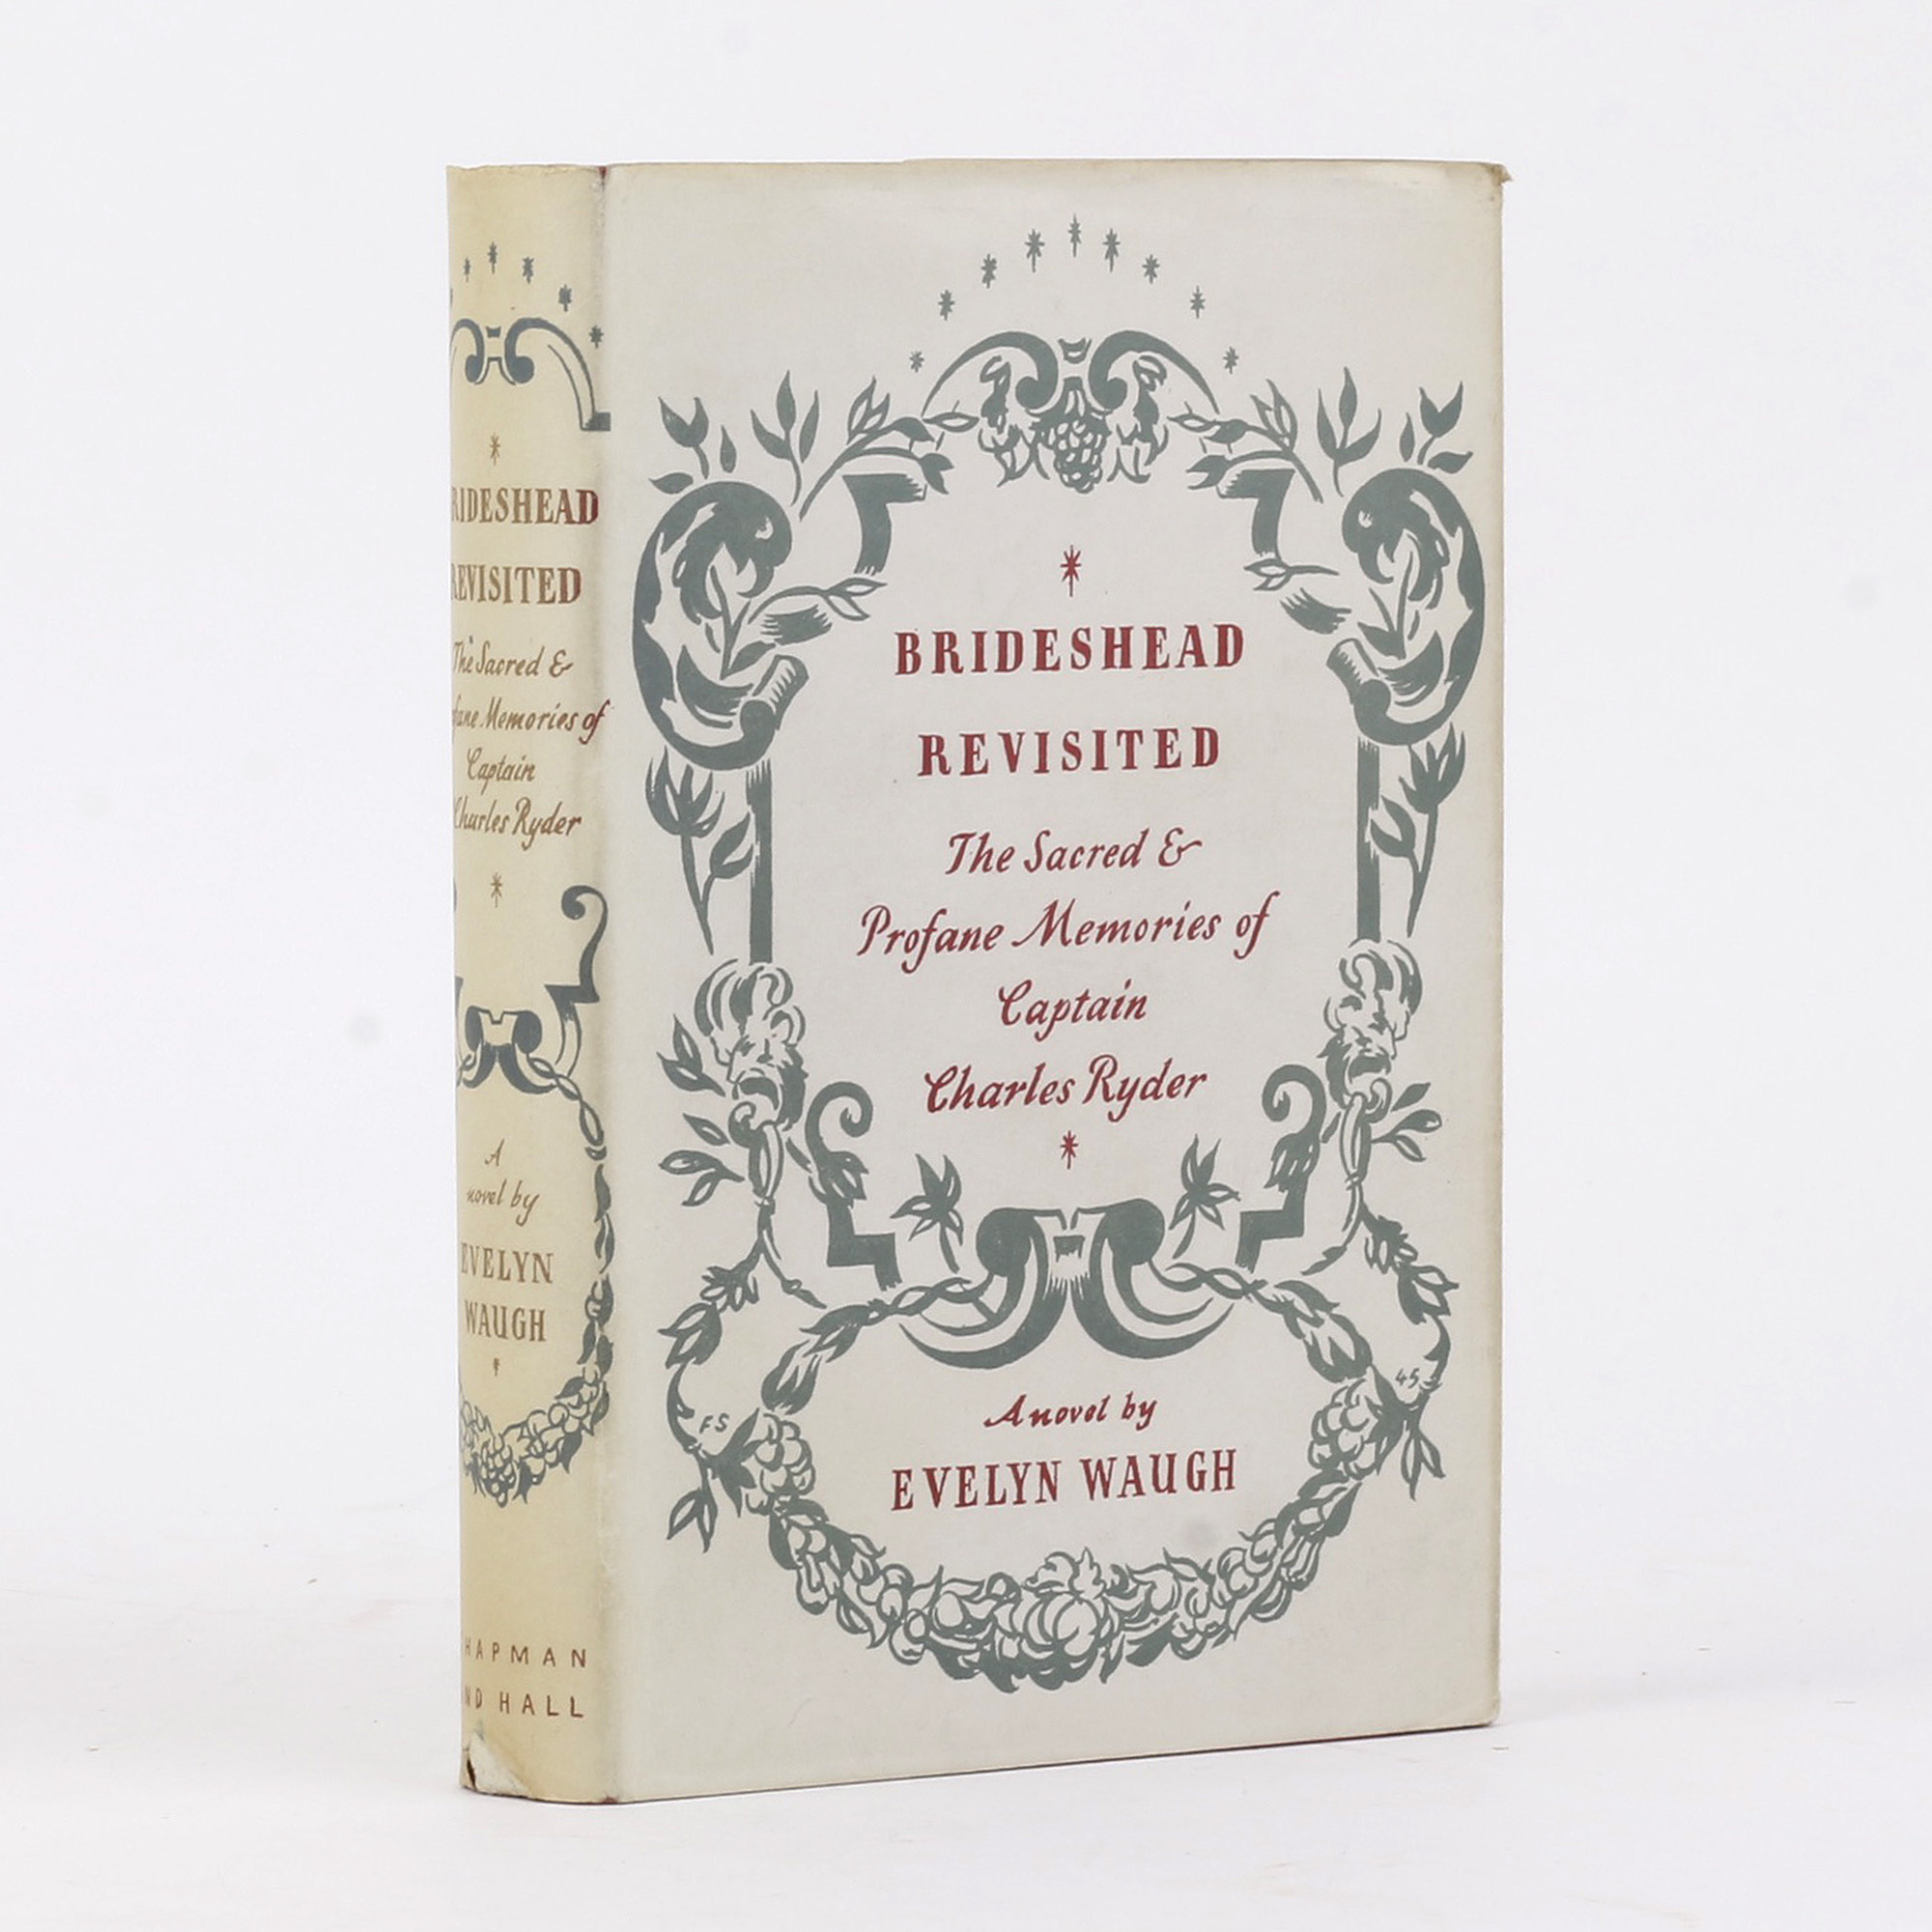 BRIDESHEAD
REVISITED
The Sacred &
Profane Memories of
Captain
Charles Ryder
A novel by
EVELYN WAUGH
FS
45
RIDESHEAD
REVISITED
The Sacred &
fane Memories of
Captain
Charles Ryder
A
novel by
EVELYN
WAUGH
HAPMAN
ND HALL